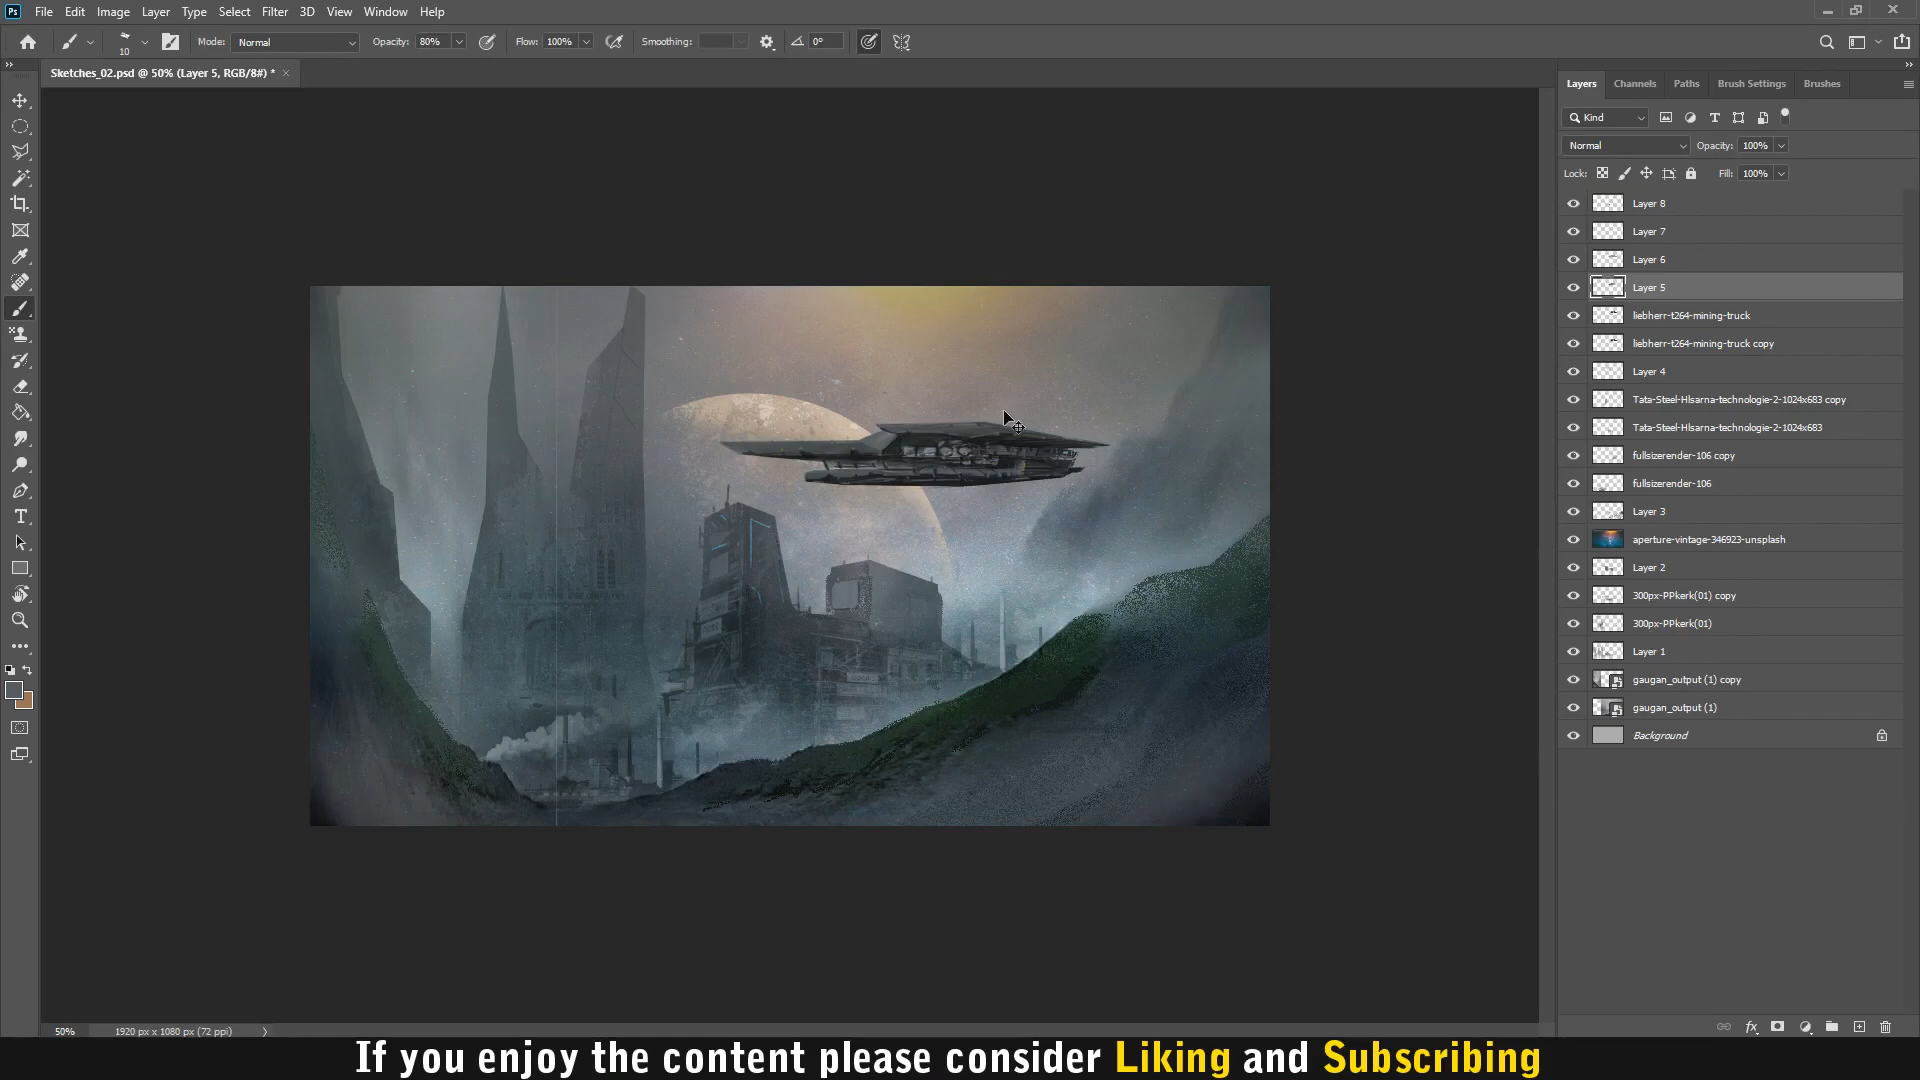 Ps File Edit Image Layer Type Select Filter 3D View Window Help
10 Mode: Normal Opacity: 80% Flow: 100% Smoothing: 0°
Sketches_02.psd @ 50% (Layer 5, RGB/8#) * ×
Layers Channels Paths Brush Settings Brushes
Kind
Normal Opacity: 100%
Lock: Fill: 100%
Layer 8
Layer 7
Layer 6
Layer 5
liebherr-t264-mining-truck
liebherr-t264-mining-truck copy
Layer 4
Tata-Steel-HIsarna-technologie-2-1024x683 copy
Tata-Steel-HIsarna-technologie-2-1024x683
fullsizerender-106 copy
fullsizerender-106
Layer 3
aperture-vintage-346923-unsplash
Layer 2
300px-PPkerk(01) copy
300px-PPkerk(01)
Layer 1
gaugan_output (1) copy
gaugan_output (1)
Background
50% 1920 px x 1080 px (72 ppi)
If you enjoy the content please consider Liking and Subscribing